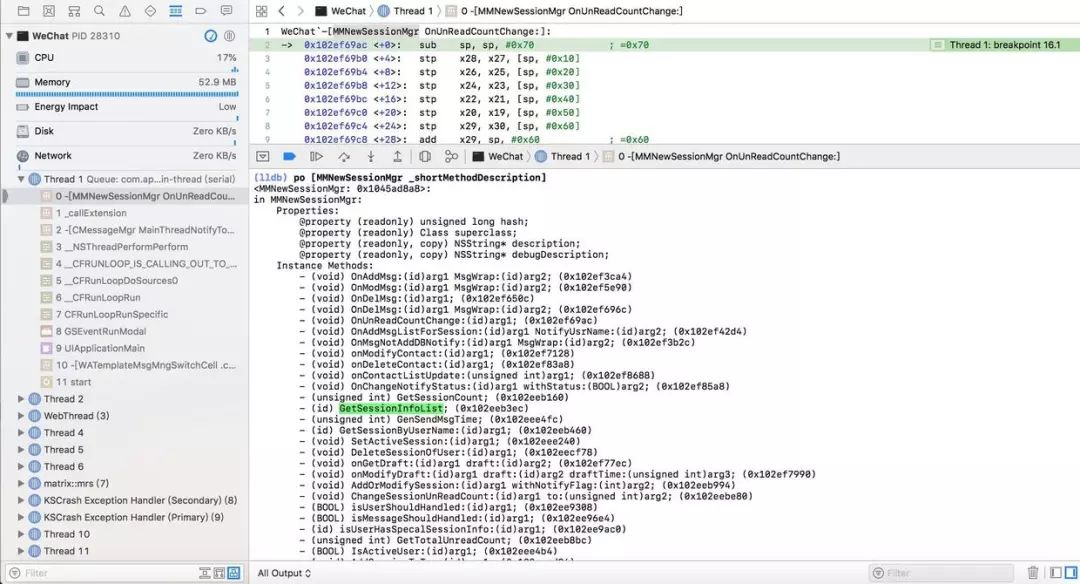 WeChat PID 28310
CPU 17%
Memory 52.9 MB
Energy Impact Low
Disk Zero KB/s
Network Zero KB/s
Thread 1 Queue: com.ap...in-thread (serial)
0 -[MMNewSessionMgr OnUnReadCou...
1 _callExtension
2 -[CMessageMgr MainThreadNotifyTo...
3 __NSThreadPerformPerform
4 __CFRUNLOOP_IS_CALLING_OUT_TO_...
5 __CFRunLoopDoSources0
6 __CFRunLoopRun
7 CFRunLoopRunSpecific
8 GSEventRunModal
9 UIApplicationMain
10 -[WATemplateMsgMngSwitchCell .c...
11 start
Thread 2
WebThread (3)
Thread 4
Thread 5
Thread 6
matrix::mrs (7)
KSCrash Exception Handler (Secondary) (8)
KSCrash Exception Handler (Primary) (9)
Thread 10
Thread 11
Filter
WeChat Thread 1 0 -[MMNewSessionMgr OnUnReadCountChange:]
1 WeChat`-[MMNewSessionMgr OnUnReadCountChange:]:
2 -> 0x102ef69ac <+0>: sub sp, sp, #0x70 ; =0x70 Thread 1: breakpoint 16.1
3 0x102ef69b0 <+4>: stp x28, x27, [sp, #0x10]
4 0x102ef69b4 <+8>: stp x26, x25, [sp, #0x20]
5 0x102ef69b8 <+12>: stp x24, x23, [sp, #0x30]
6 0x102ef69bc <+16>: stp x22, x21, [sp, #0x40]
7 0x102ef69c0 <+20>: stp x20, x19, [sp, #0x50]
8 0x102ef69c4 <+24>: stp x29, x30, [sp, #0x60]
9 0x102ef69c8 <+28>: add x29, sp, #0x60 ; =0x60
WeChat Thread 1 0 -[MMNewSessionMgr OnUnReadCountChange:]
(lldb) po [MMNewSessionMgr _shortMethodDescription]
<MMNewSessionMgr: 0x1045ad8a8>:
in MMNewSessionMgr:
Properties:
@property (readonly) unsigned long hash;
@property (readonly) Class superclass;
@property (readonly, copy) NSString* description;
@property (readonly, copy) NSString* debugDescription;
Instance Methods:
- (void) OnAddMsg:(id)arg1 MsgWrap:(id)arg2; (0x102ef3ca4)
- (void) OnModMsg:(id)arg1 MsgWrap:(id)arg2; (0x102ef5e90)
- (void) OnDelMsg:(id)arg1; (0x102ef650c)
- (void) OnDelMsg:(id)arg1 MsgWrap:(id)arg2; (0x102ef696c)
- (void) OnUnReadCountChange:(id)arg1; (0x102ef69ac)
- (void) OnAddMsgListForSession:(id)arg1 NotifyUsrName:(id)arg2; (0x102ef42d4)
- (void) OnMsgNotAddDBNotify:(id)arg1 MsgWrap:(id)arg2; (0x102ef3b2c)
- (void) onModifyContact:(id)arg1; (0x102ef7128)
- (void) onDeleteContact:(id)arg1; (0x102ef83a8)
- (void) onContactListUpdate:(unsigned int)arg1; (0x102ef8688)
- (void) OnChangeNotifyStatus:(id)arg1 withStatus:(BOOL)arg2; (0x102ef85a8)
- (unsigned int) GetSessionCount; (0x102eeb160)
- (id) GetSessionInfoList; (0x102eeb3ec)
- (unsigned int) GenSendMsgTime; (0x102eee4fc)
- (id) GetSessionByUserName:(id)arg1; (0x102eeb460)
- (void) SetActiveSession:(id)arg1; (0x102eee240)
- (void) DeleteSessionOfUser:(id)arg1; (0x102eecf78)
- (void) onGetDraft:(id)arg1 draft:(id)arg2; (0x102ef77ec)
- (void) onModifyDraft:(id)arg1 draft:(id)arg2 draftTime:(unsigned int)arg3; (0x102ef7990)
- (void) AddOrModifySession:(id)arg1 withNotifyFlag:(int)arg2; (0x102eeb994)
- (void) ChangeSessionUnReadCount:(id)arg1 to:(unsigned int)arg2; (0x102eebe80)
- (BOOL) isUserShouldHandled:(id)arg1; (0x102ee9308)
- (BOOL) isMessageShouldHandled:(id)arg1; (0x102ee96e4)
- (id) isUserHasSpecalSessionInfo:(id)arg1; (0x102ee9ac0)
- (unsigned int) GetTotalUnreadCount; (0x102eeb8bc)
- (BOOL) IsActiveUser:(id)arg1; (0x102eee4b4)
All Output
Filter